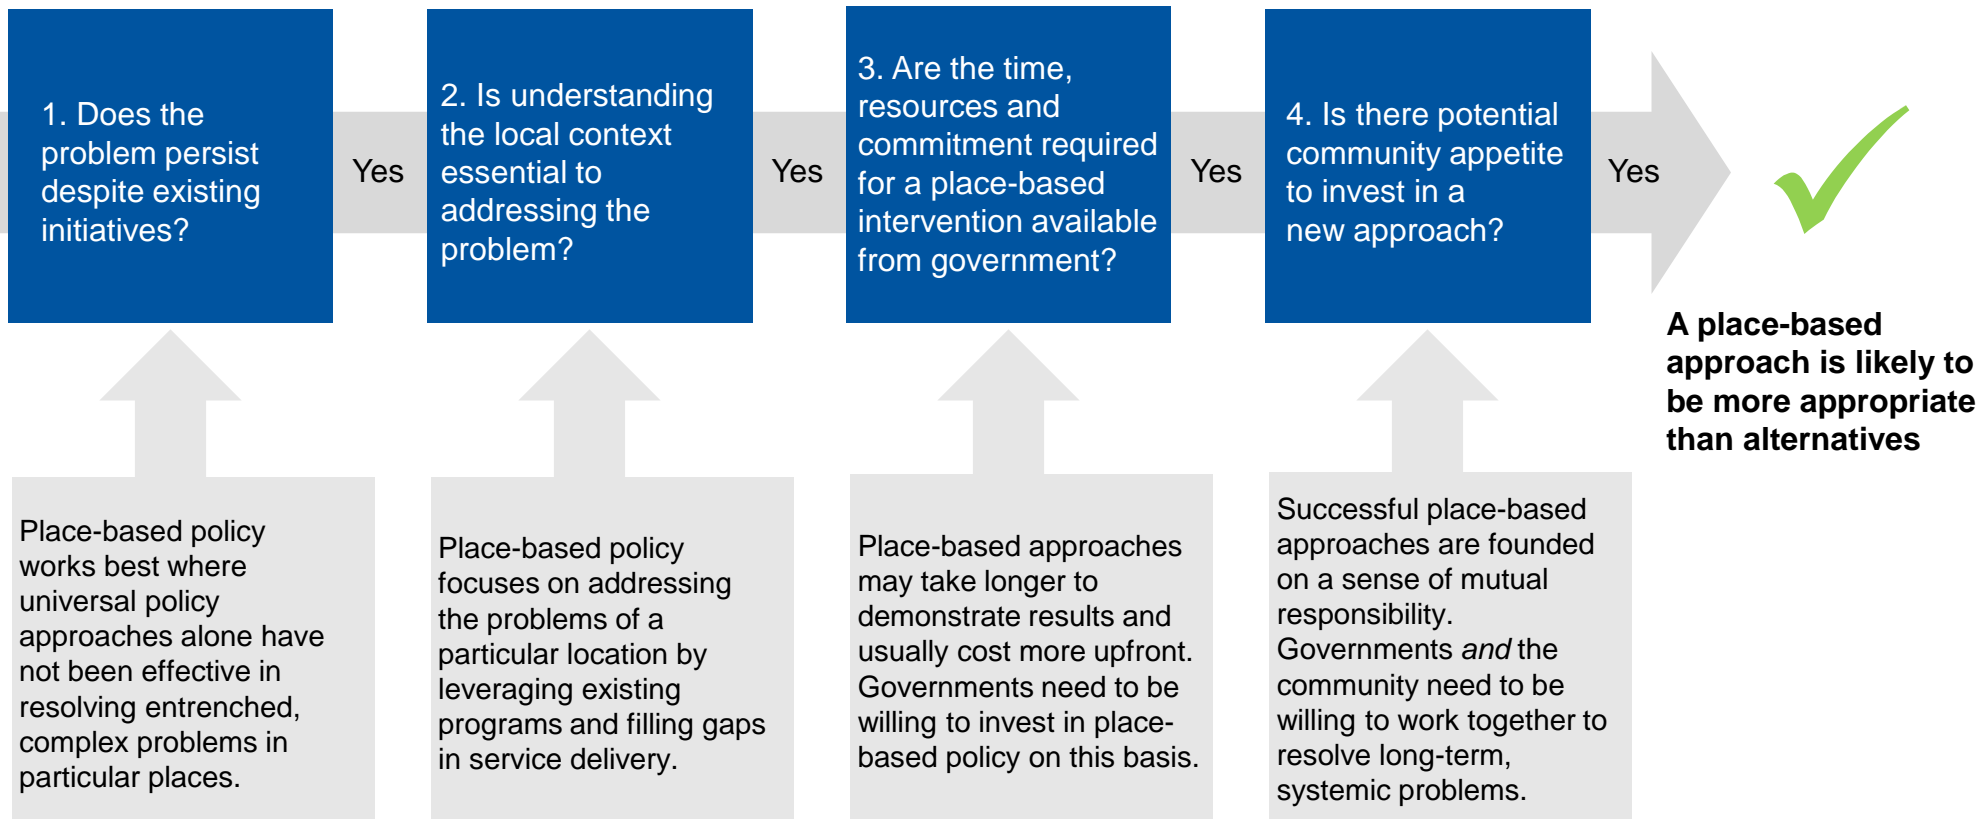 1. Does the
problem persist
despite existing
initiatives?
Yes
2. Is understanding
the local context
essential to
addressing the
problem?
Yes
3. Are the time,
resources and
commitment required
for a place-based
intervention available
from government?
Yes
4. Is there potential
community appetite
to invest in a
new approach?
Yes
A place-based
approach is likely to
be more appropriate
than alternatives
Place-based policy
works best where
universal policy
approaches alone have
not been effective in
resolving entrenched,
complex problems in
particular places.
Place-based policy
focuses on addressing
the problems of a
particular location by
leveraging existing
programs and filling gaps
in service delivery.
Place-based approaches
may take longer to
demonstrate results and
usually cost more upfront.
Governments need to be
willing to invest in place-
based policy on this basis.
Successful place-based
approaches are founded
on a sense of mutual
responsibility.
Governments and the
community need to be
willing to work together to
resolve long-term,
systemic problems.